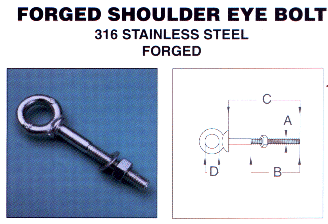 FORGED SHOULDER EYE BOLT
316 STAINLESS STEEL
FORGED
C
A
D
B